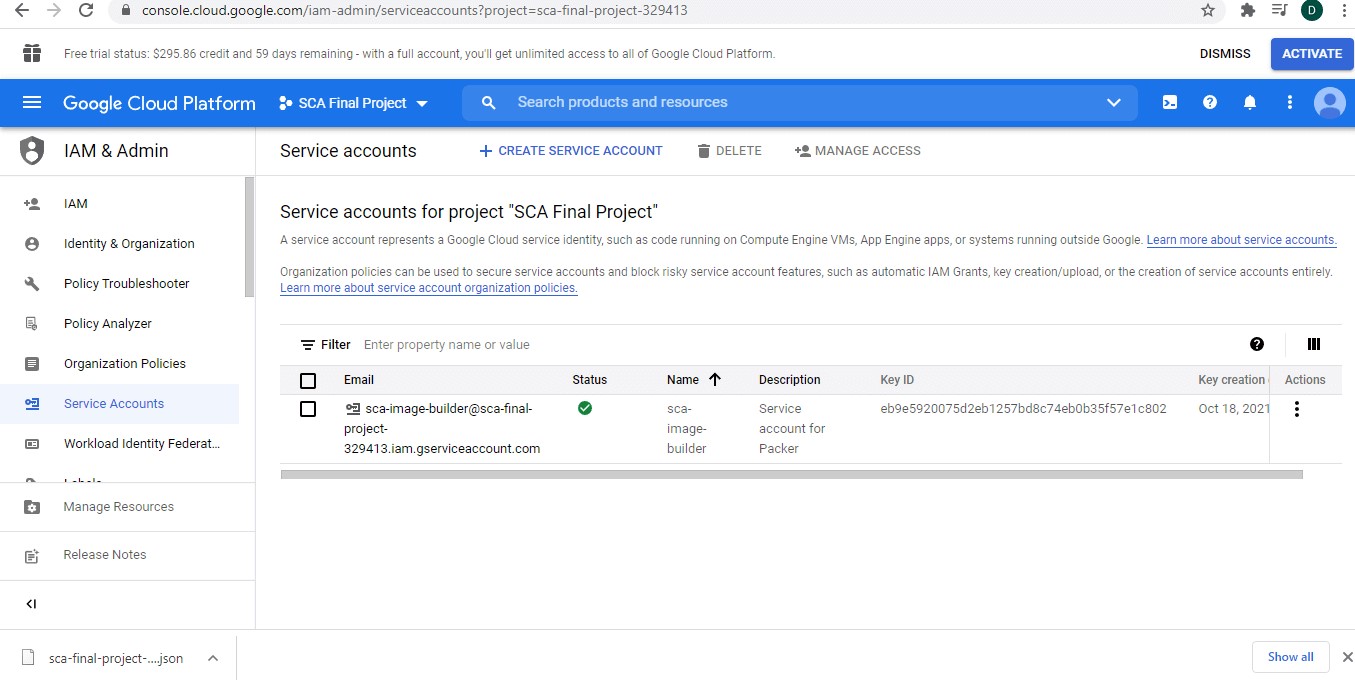 console.cloud.google.com/iam-admin/serviceaccounts?project=sca-final-project-329413
D
Free trial status: $295.86 credit and 59 days remaining - with a full account, you'll get unlimited access to all of Google Cloud Platform.
DISMISS
ACTIVATE
Google Cloud Platform
SCA Final Project
Search products and resources
IAM & Admin
IAM
Identity & Organization
Policy Troubleshooter
Policy Analyzer
Organization Policies
Service Accounts
Workload Identity Federat...
Labels
Manage Resources
Release Notes
Service accounts
CREATE SERVICE ACCOUNT
DELETE
MANAGE ACCESS
Service accounts for project "SCA Final Project"
A service account represents a Google Cloud service identity, such as code running on Compute Engine VMs, App Engine apps, or systems running outside Google. Learn more about service accounts.
Organization policies can be used to secure service accounts and block risky service account features, such as automatic IAM Grants, key creation/upload, or the creation of service accounts entirely.
Learn more about service account organization policies.
Filter Enter property name or value
Email Status Name Description Key ID Key creation Actions
sca-image-builder@sca-final-
project-
329413.iam.gserviceaccount.com
sca-
image-
builder
Service
account for
Packer
eb9e5920075d2eb1257bd8c74eb0b35f57e1c802
Oct 18, 2021
sca-final-project-....json
Show all